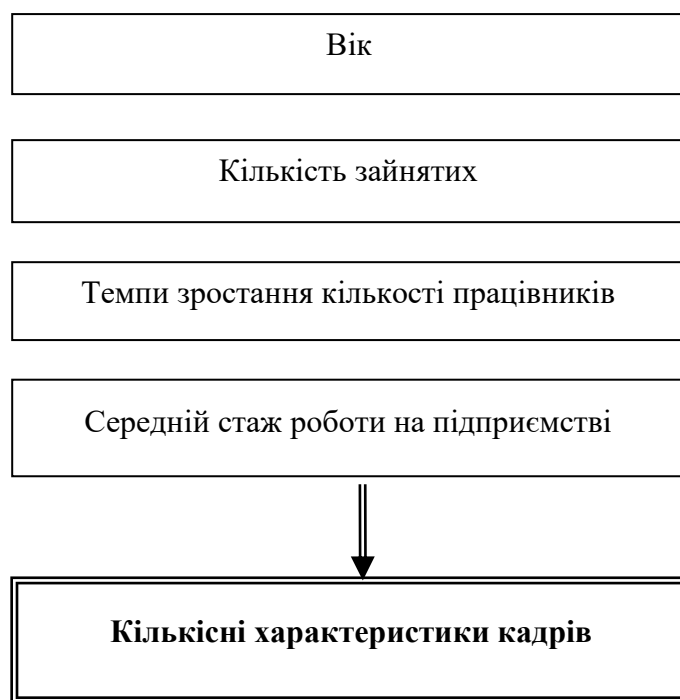 Вік
Кількість зайнятих
Темпи зростання кількості працівників
Середній стаж роботи на підприємстві
Кількісні характеристики кадрів